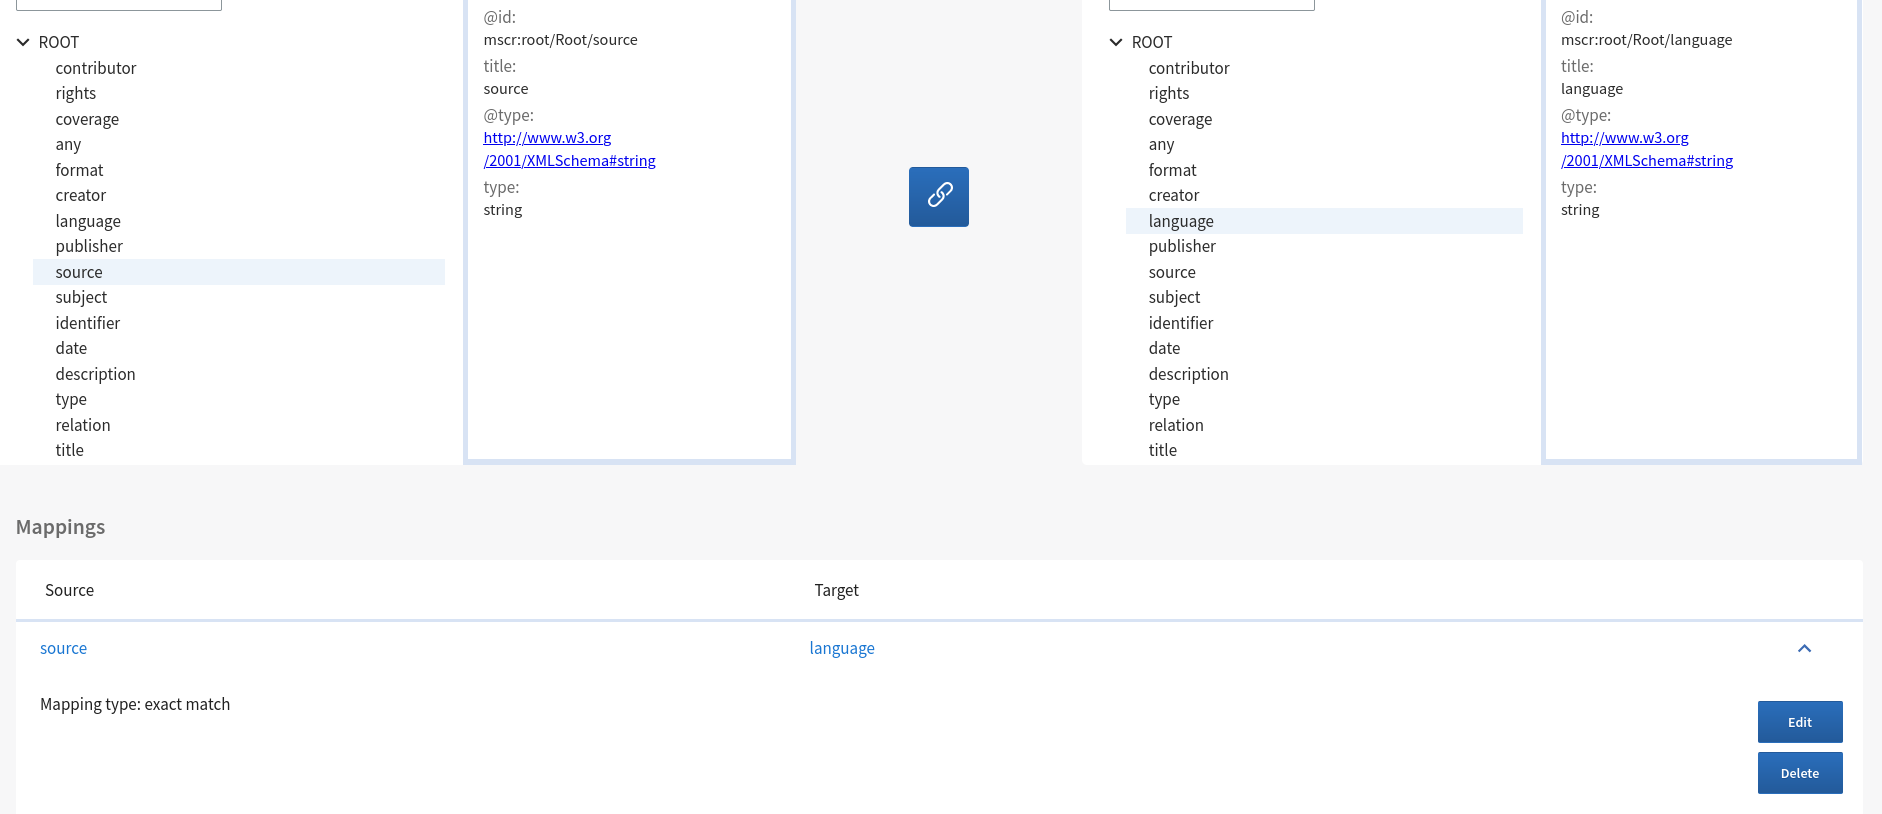 ROOT
contributor
rights
coverage
any
format
creator
language
publisher
source
subject
identifier
date
description
type
relation
title
@id:
mscr:root/Root/source
title:
source
@type:
http://www.w3.org
/2001/XMLSchema#string
type:
string
ROOT
contributor
rights
coverage
any
format
creator
language
publisher
source
subject
identifier
date
description
type
relation
title
@id:
mscr:root/Root/language
title:
language
@type:
http://www.w3.org
/2001/XMLSchema#string
type:
string
Mappings
Source Target
source language
Mapping type: exact match
Edit
Delete